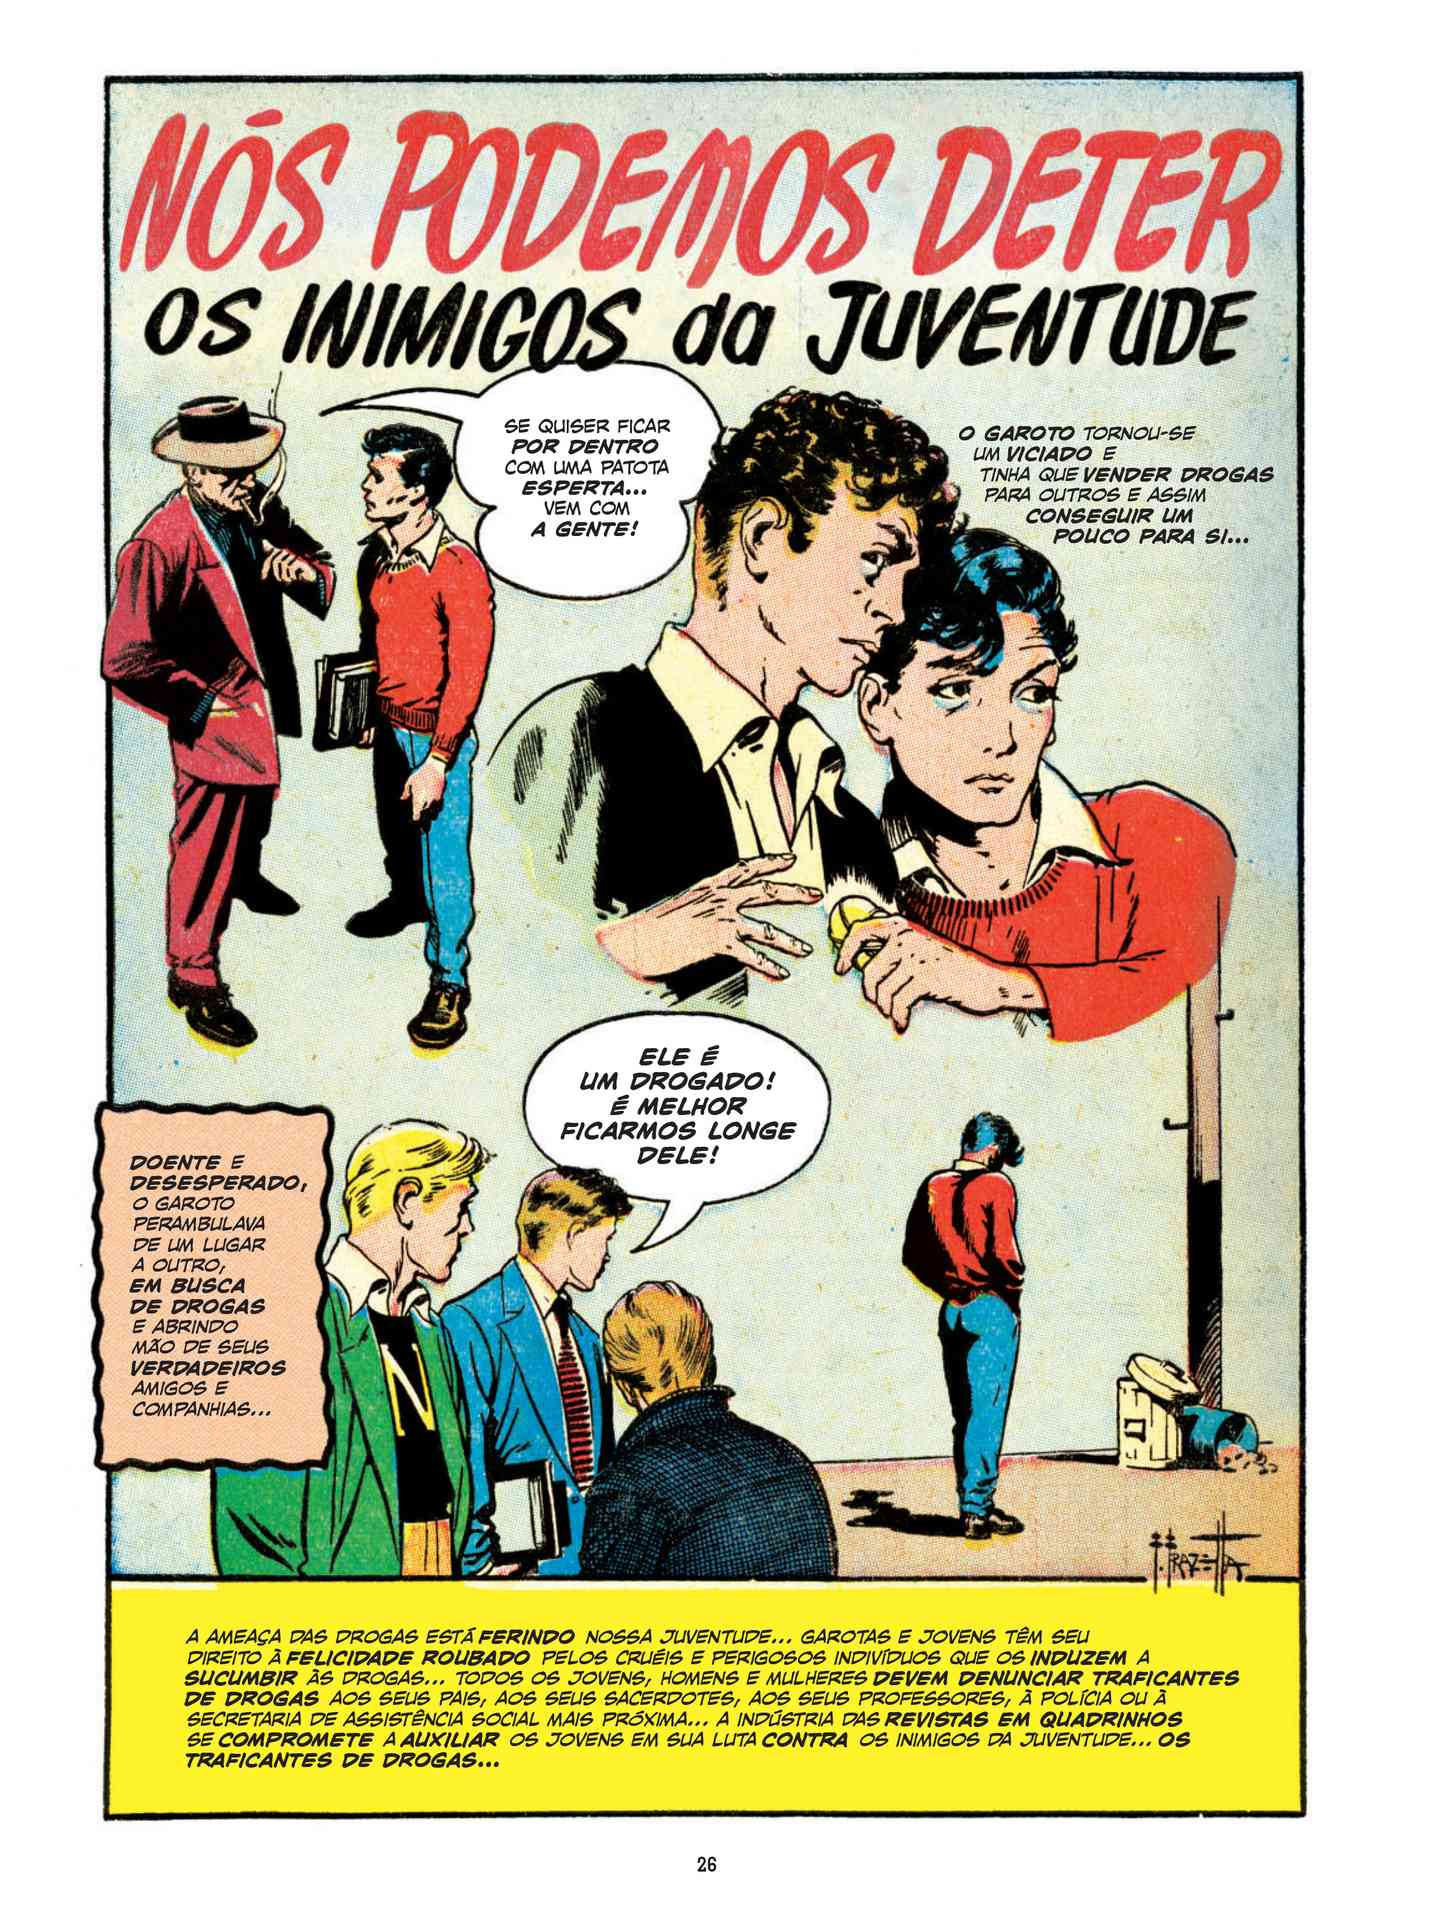 NÓS PODEMOS DETER
OS INIMIGOS da JUVENTUDE
SE QUISER FICAR
POR DENTRO
COM UMA PATOTA
ESPERTA...
VEM COM
A GENTE!
O GAROTO TORNOU-SE
UM VICIADO E
TINHA QUE VENDER DROGAS
PARA OUTROS E ASSIM
CONSEGUIR UM
POUCO PARA SI...
ELE É
UM DROGADO!
É MELHOR
FICARMOS LONGE
DELE!
DOENTE E
DESESPERADO,
O GAROTO
PERAMBULAVA
DE UM LUGAR
A OUTRO,
EM BUSCA
DE DROGAS
E ABRINDO
MÃO DE SEUS
VERDADEIROS
AMIGOS E
COMPANHIAS...
N
FRAZETTA
A AMEAÇA DAS DROGAS ESTÁ FERINDO NOSSA JUVENTUDE... GAROTAS E JOVENS TÊM SEU
DIREITO À FELICIDADE ROUBADO PELOS CRUÉIS E PERIGOSOS INDIVÍDUOS QUE OS INDUZEM A
SUCUMBIR ÀS DROGAS... TODOS OS JOVENS, HOMENS E MULHERES DEVEM DENUNCIAR TRAFICANTES
DE DROGAS AOS SEUS PAIS, AOS SEUS SACERDOTES, AOS SEUS PROFESSORES, À POLÍCIA OU À
SECRETARIA DE ASSISTÊNCIA SOCIAL MAIS PRÓXIMA... A INDÚSTRIA DAS REVISTAS EM QUADRINHOS
SE COMPROMETE A AUXILIAR OS JOVENS EM SUA LUTA CONTRA OS INIMIGOS DA JUVENTUDE... OS
TRAFICANTES DE DROGAS...
26